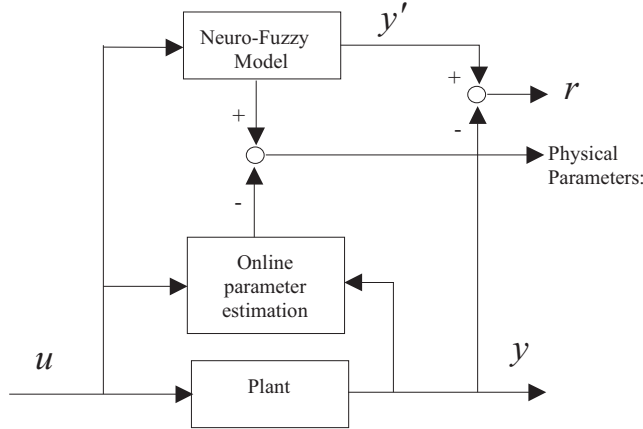 Neuro-Fuzzy
Model
y'
+
-
r
+
Physical
Parameters:
-
Online
parameter
estimation
u
Plant
y